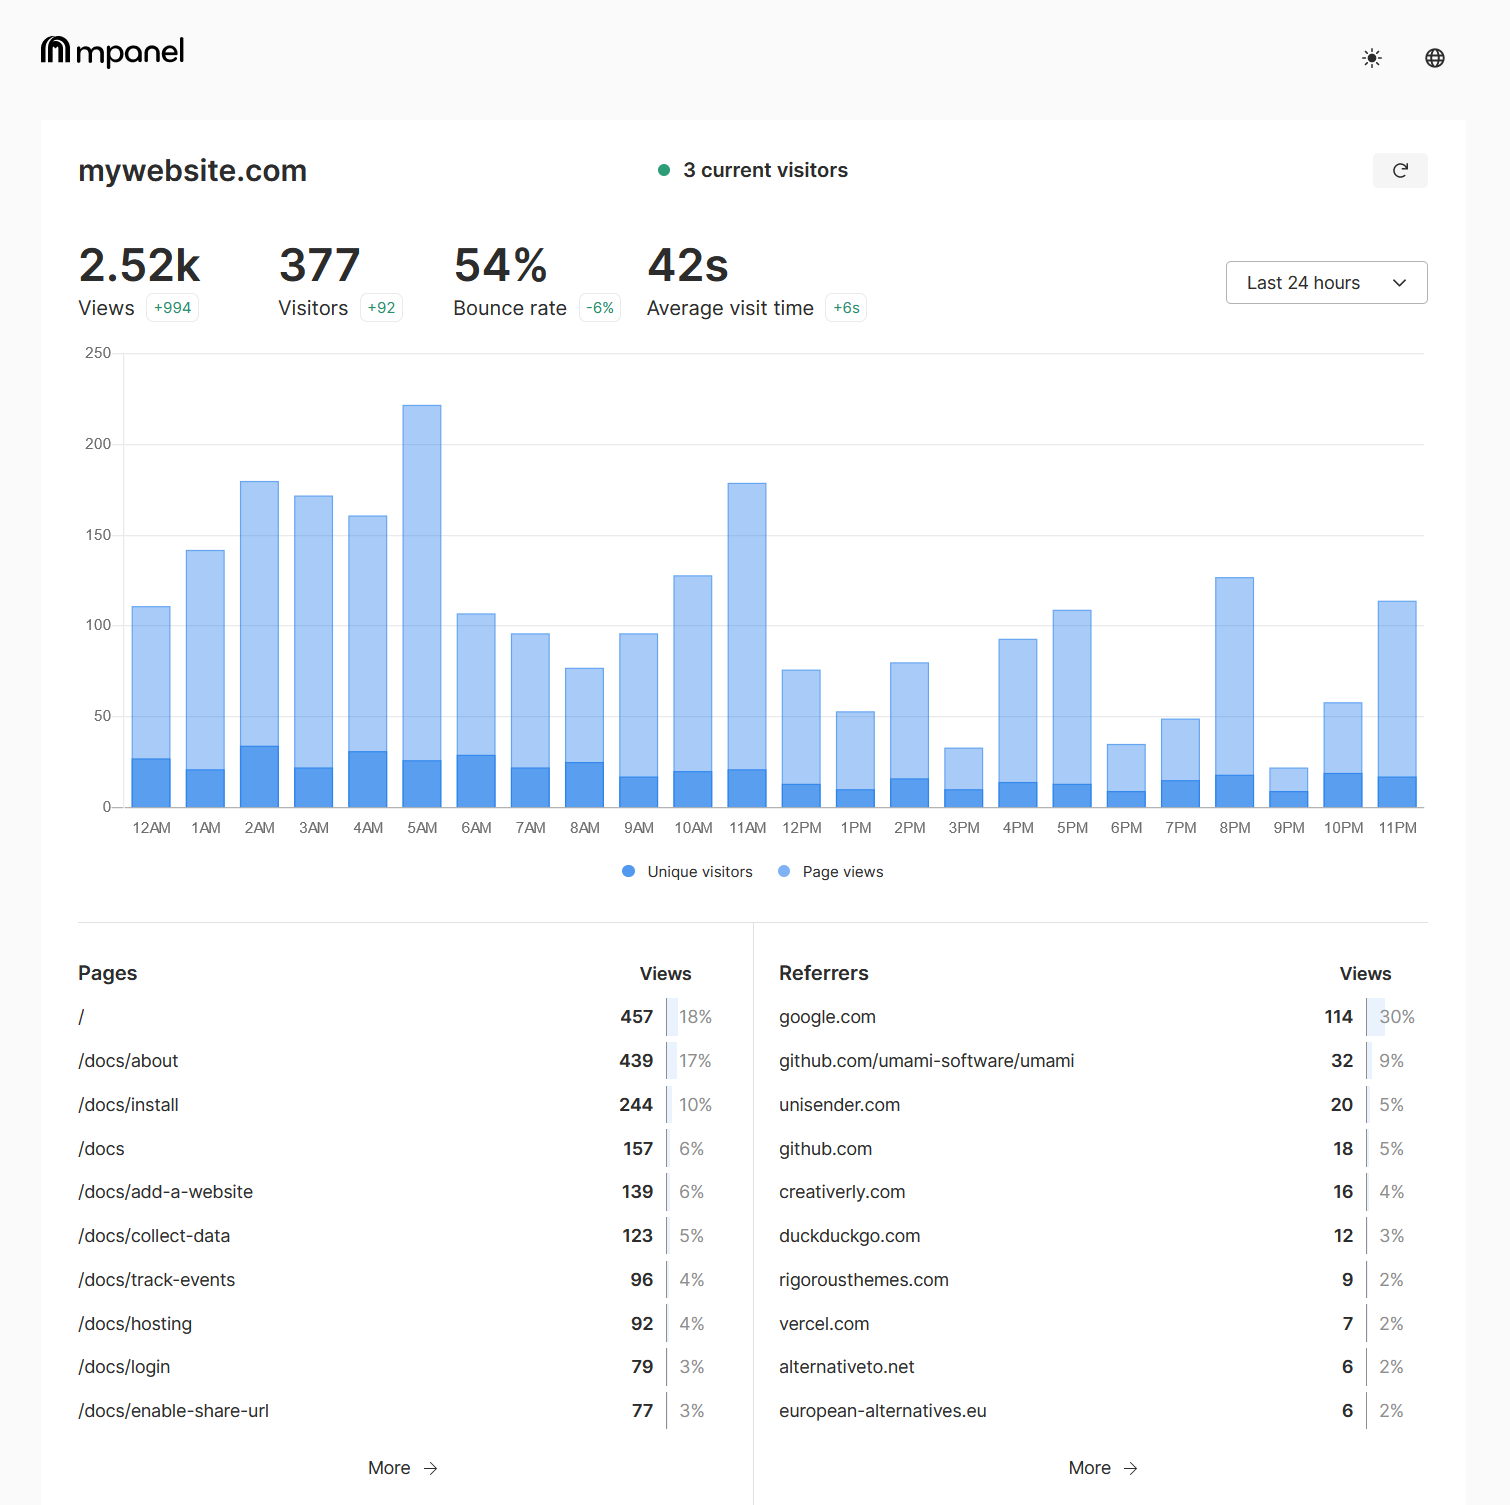 mpanel
mywebsite.com
3 current visitors
2.52k 377 54% 42s
Views +994 Visitors +92 Bounce rate -6% Average visit time +6s
Last 24 hours
250
200
150
100
50
0
12AM 1AM 2AM 3AM 4AM 5AM 6AM 7AM 8AM 9AM 10AM 11AM 12PM 1PM 2PM 3PM 4PM 5PM 6PM 7PM 8PM 9PM 10PM 11PM
Unique visitors Page views
Pages Views
/ 457 18%
/docs/about 439 17%
/docs/install 244 10%
/docs 157 6%
/docs/add-a-website 139 6%
/docs/collect-data 123 5%
/docs/track-events 96 4%
/docs/hosting 92 4%
/docs/login 79 3%
/docs/enable-share-url 77 3%
More
Referrers Views
google.com 114 30%
github.com/umami-software/umami 32 9%
unisender.com 20 5%
github.com 18 5%
creativerly.com 16 4%
duckduckgo.com 12 3%
rigorousthemes.com 9 2%
vercel.com 7 2%
alternativeto.net 6 2%
european-alternatives.eu 6 2%
More